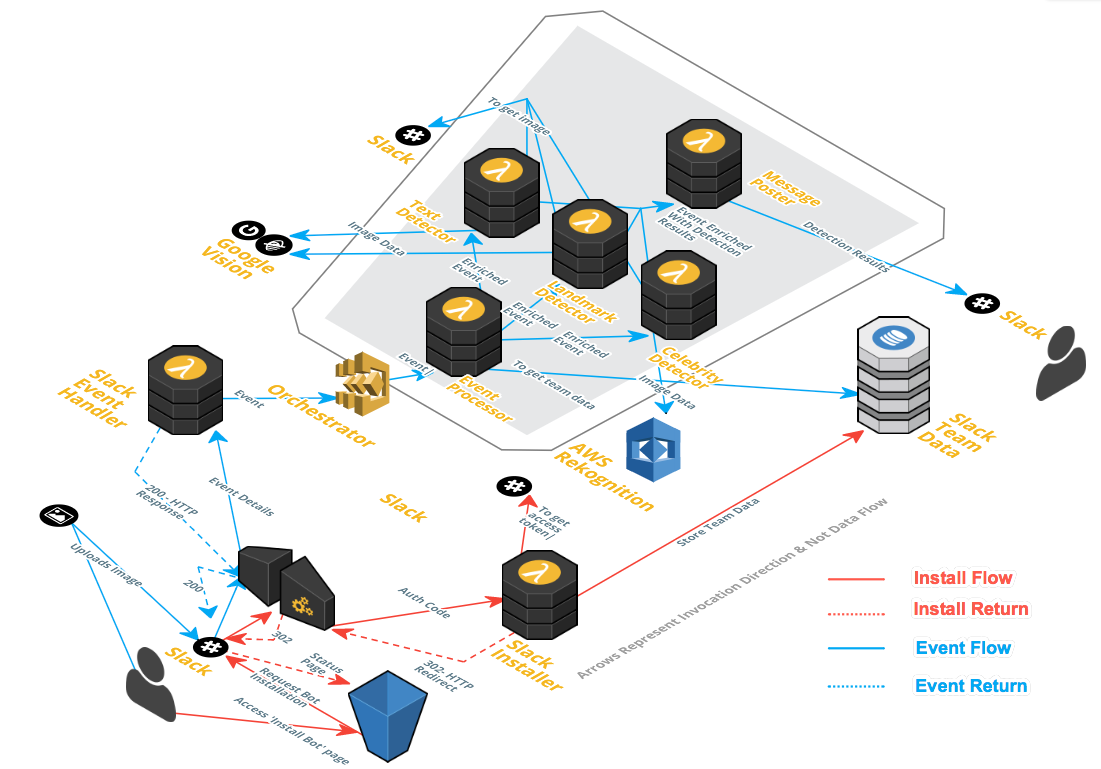 To get image
Slack
Message
Poster
Text
Detector
Event Enriched
With Detection
Results
Detection Results
Image Data
Google
Vision
Enriched
Event
Landmark
Detector
Enriched
Event
Enriched
Event
Slack
Celebrity
Detector
Event
Slack
Event
Handler
Event
Orchestrator
Event
Processor
To get team data
Image Data
Slack
Team
Data
AWS
Rekognition
200 - HTTP
Response
Event Details
Slack
To get
access
token
Store Team Data
Arrows Represent Invocation Direction & Not Data Flow
Uploads Image
200
Auth Code
302
Slack
Status
Page
Request Bot
Installation
302- HTTP
Redirect
Slack
Installer
Access 'Install Bot' page
Install Flow
Install Return
Event Flow
Event Return